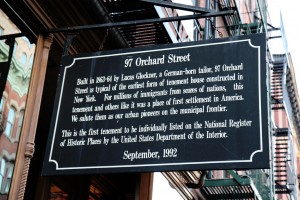 97 Orchard Street
Built in 1863-64 by Lucas Glockner, a German-born tailor, 97 Orchard
Street is typical of the earliest form of tenement house constructed in
New York. For millions of immigrants from scores of nations, this
tenement and others like it was a place of first settlement in America.
We salute them as our urban pioneers on the municipal frontier.
This is the first tenement to be individually listed on the National Register
of Historic Places by the United States Department of the Interior.
September, 1992